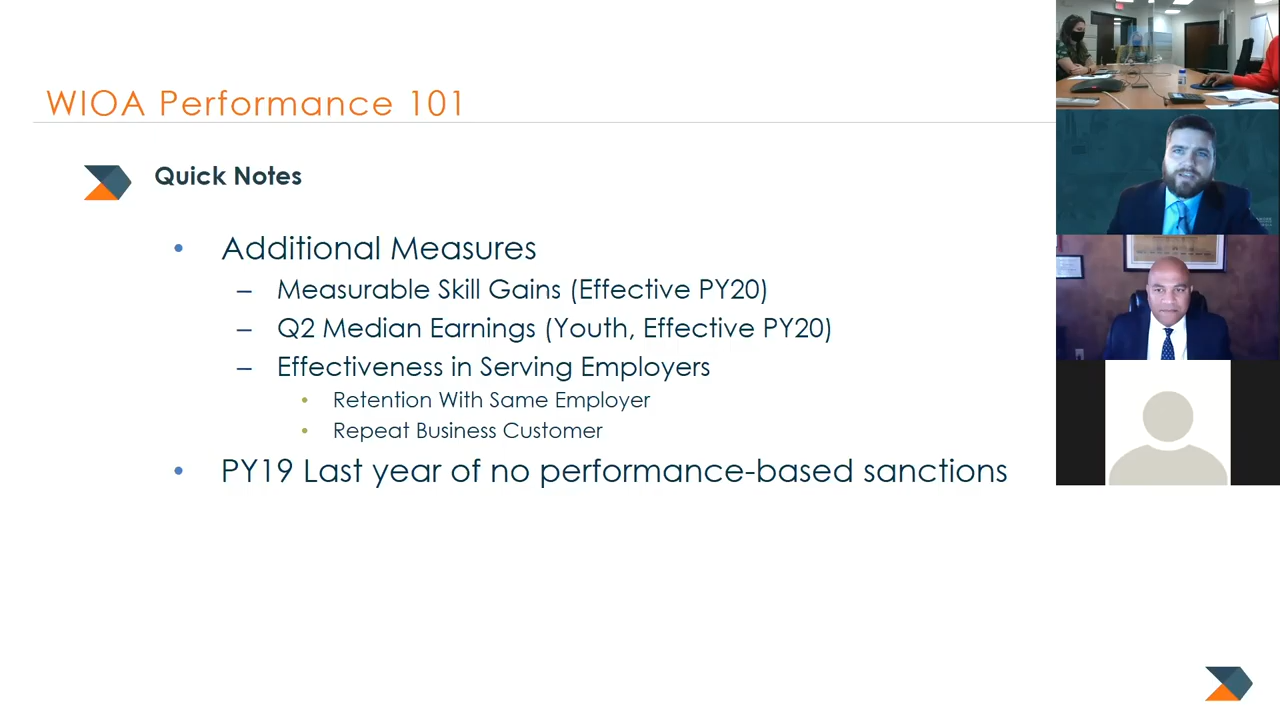 WIOA Performance 101
Quick Notes
• Additional Measures
– Measurable Skill Gains (Effective PY20)
– Q2 Median Earnings (Youth, Effective PY20)
– Effectiveness in Serving Employers
• Retention With Same Employer
• Repeat Business Customer
• PY19 Last year of no performance-based sanctions